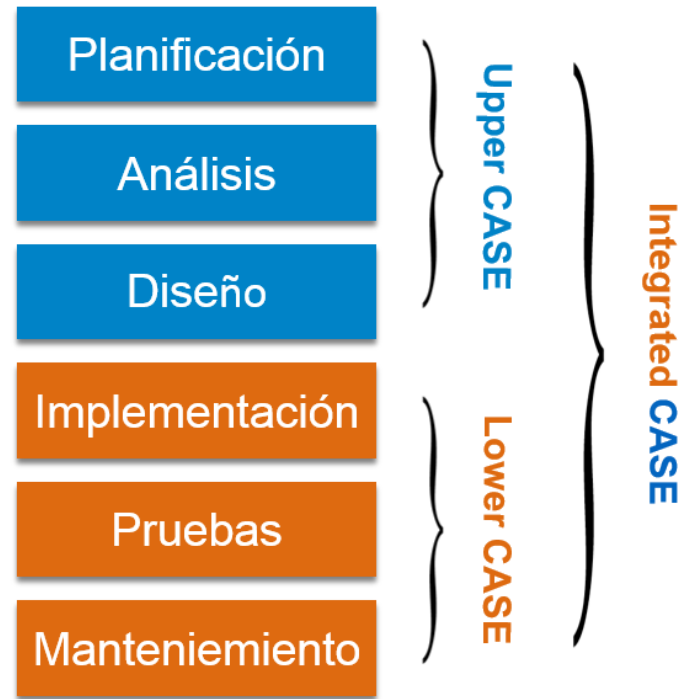 Planificación
Análisis
Diseño
Implementación
Pruebas
Manteniemiento
Upper CASE
Lower CASE
Integrated CASE